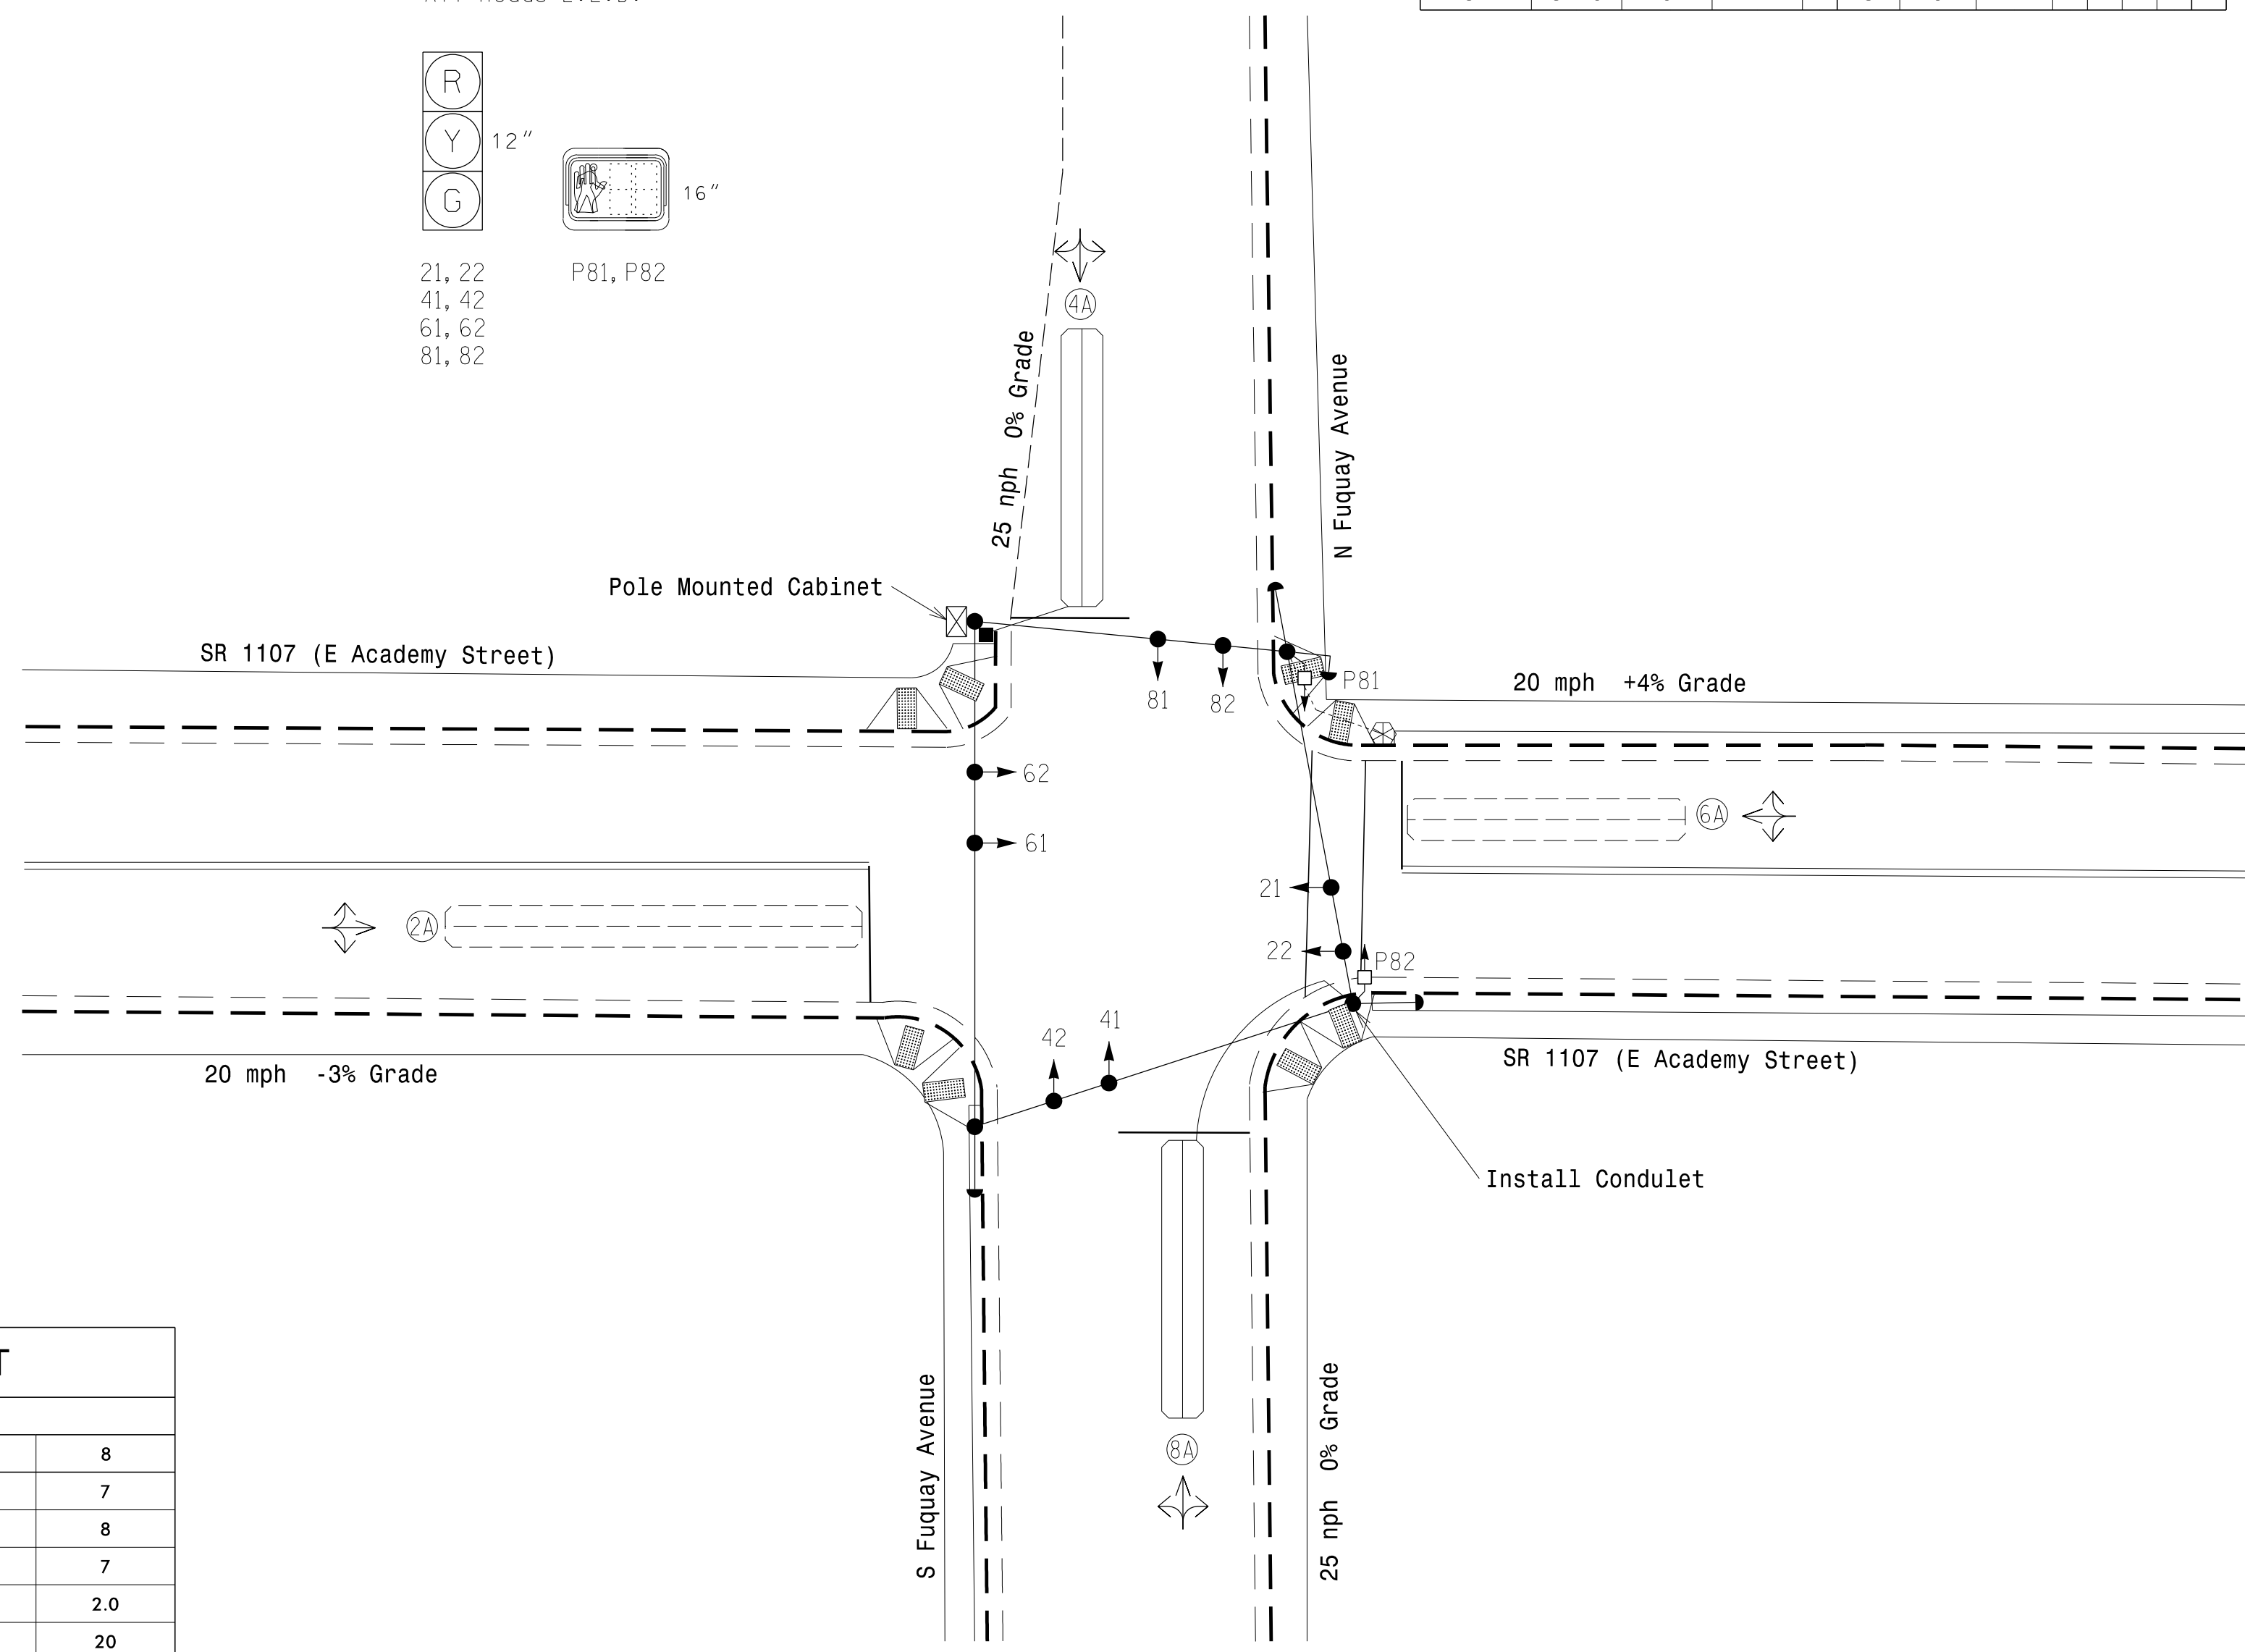 R
Y
12"
G
16"
21, 22
P81, P82
41, 42
61, 62
81, 82
4A
25 nph 0% Grade
N Fuquay Avenue
Pole Mounted Cabinet
SR 1107 (E Academy Street)
P81
20 mph +4% Grade
81
82
62
6A
61
21
2A
22
P82
41
42
20 mph -3% Grade
SR 1107 (E Academy Street)
Install Condulet
S Fuquay Avenue
8A
25 nph 0% Grade
T
8
7
8
7
2.0
20